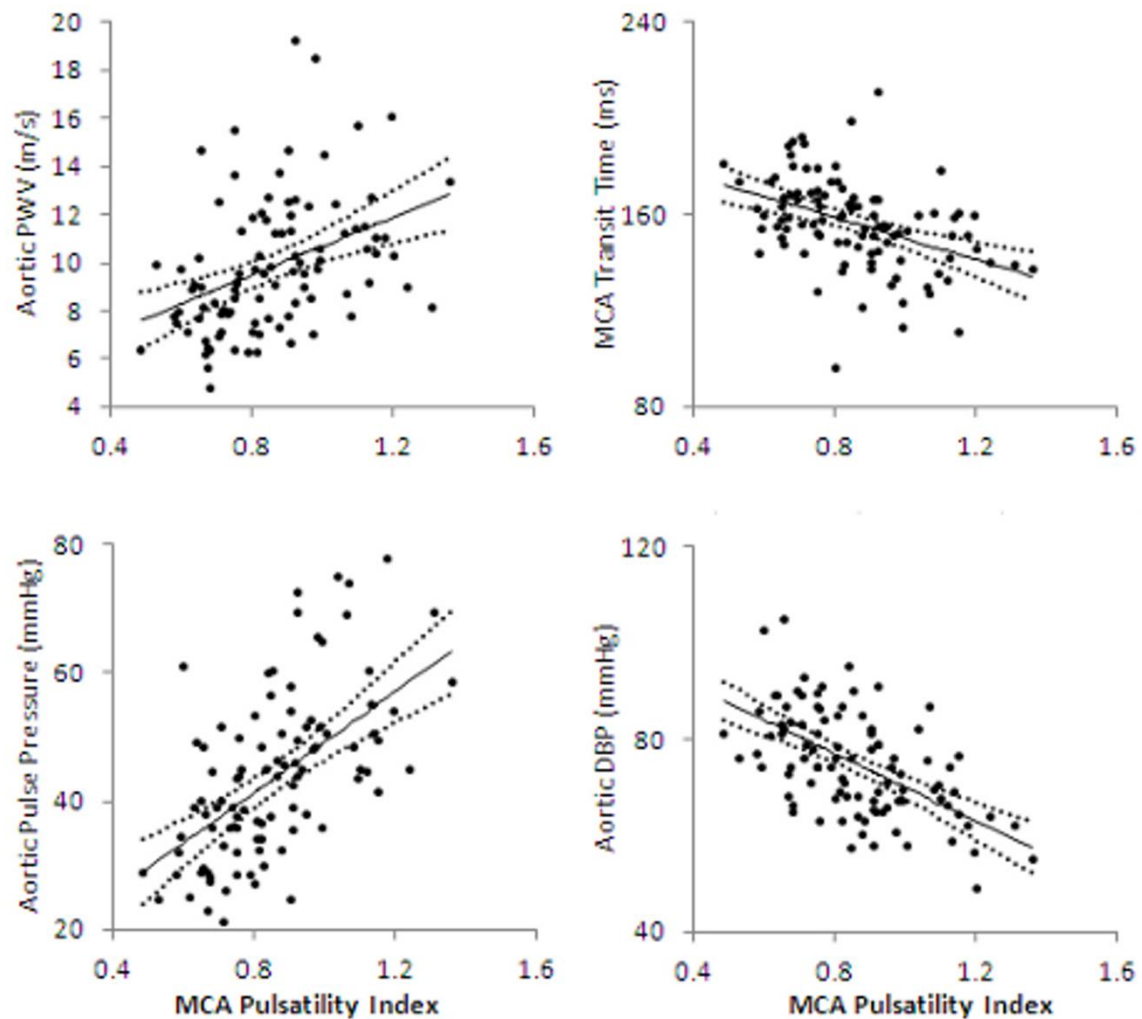 Aortic PWV (m/s)
20
18
16
14
12
10
8
6
4
0.4 0.8 1.2 1.6
MCA Transit Time (ms)
240
160
80
0.4 0.8 1.2 1.6
Aortic Pulse Pressure (mmHg)
80
60
40
20
0.4 0.8 1.2 1.6
MCA Pulsatility Index
Aortic DBP (mmHg)
120
80
40
0.4 0.8 1.2 1.6
MCA Pulsatility Index